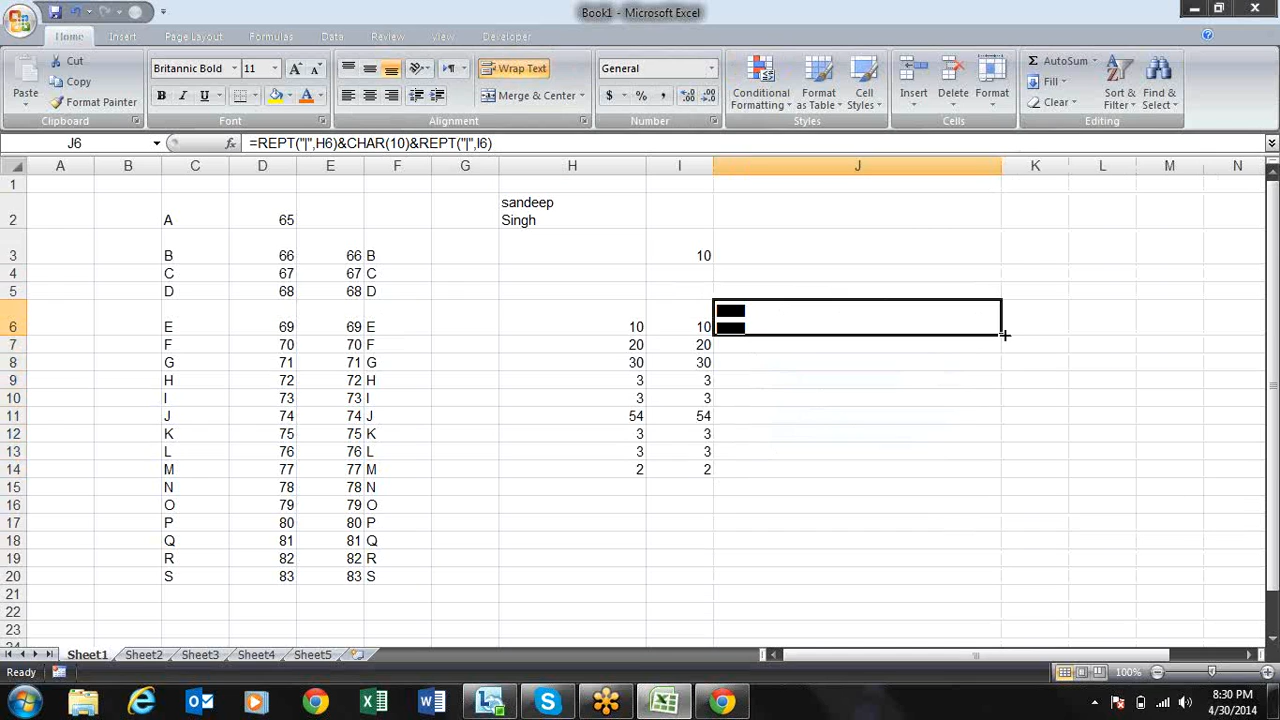 Book1 - Microsoft Excel
Home Insert Page Layout Formulas Data Review View Developer
Paste
Cut
Copy
Format Painter
Clipboard
Britannic Bold 11
B I U
Font
Wrap Text
Merge & Center
Alignment
General
$ % ,
Number
Conditional Formatting
Format as Table
Cell Styles
Styles
Insert Delete Format
Cells
AutoSum
Fill
Clear
Sort & Filter
Find & Select
Editing
J6 fx =REPT("|",H6)&CHAR(10)&REPT("|",I6)
A B C D E F G H I J K L M N
1
2 A 65 sandeep
Singh
3 B 66 66 B 10
4 C 67 67 C
5 D 68 68 D
6 E 69 69 E 10 10
7 F 70 70 F 20 20
8 G 71 71 G 30 30
9 H 72 72 H 3 3
10 I 73 73 I 3 3
11 J 74 74 J 54 54
12 K 75 75 K 3 3
13 L 76 76 L 3 3
14 M 77 77 M 2 2
15 N 78 78 N
16 O 79 79 O
17 P 80 80 P
18 Q 81 81 Q
19 R 82 82 R
20 S 83 83 S
21
22
23
24
Sheet1 Sheet2 Sheet3 Sheet4 Sheet5
Ready 100%
8:30 PM
4/30/2014